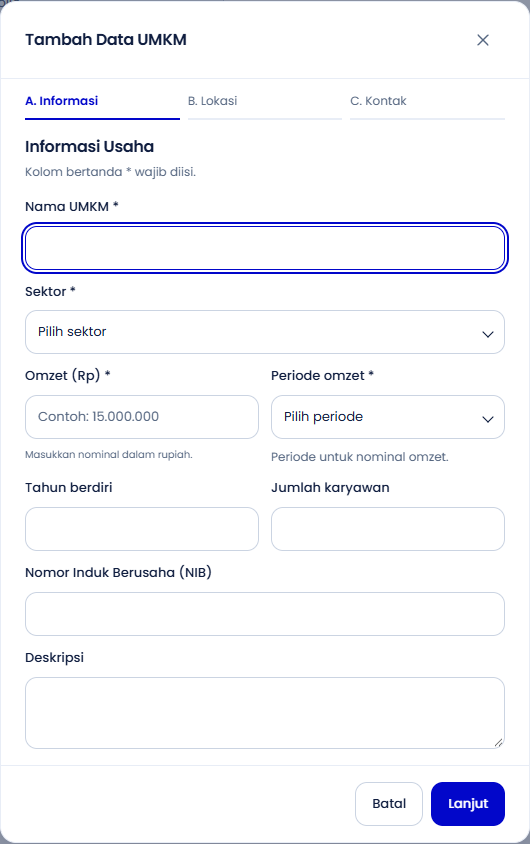 Tambah Data UMKM
A. Informasi
B. Lokasi
C. Kontak
Informasi Usaha
Kolom bertanda * wajib diisi.
Nama UMKM *
Sektor *
Pilih sektor
Omzet (Rp) *
Periode omzet *
Contoh: 15.000.000
Pilih periode
Masukkan nominal dalam rupiah.
Periode untuk nominal omzet.
Tahun berdiri
Jumlah karyawan
Nomor Induk Berusaha (NIB)
Deskripsi
Batal
Lanjut